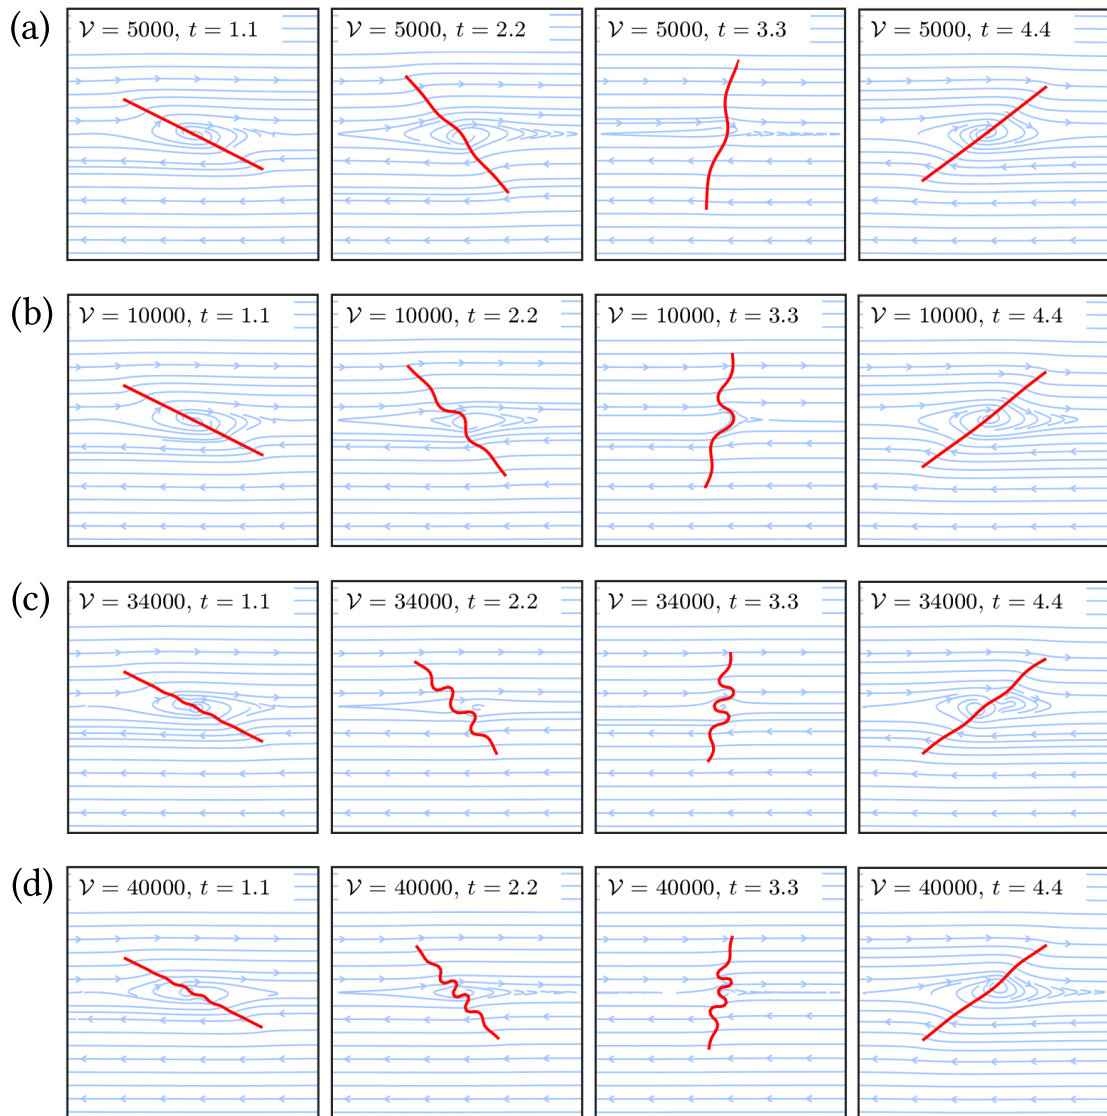 (a)
𝒱 = 5000, t = 1.1
𝒱 = 5000, t = 2.2
𝒱 = 5000, t = 3.3
𝒱 = 5000, t = 4.4
(b)
𝒱 = 10000, t = 1.1
𝒱 = 10000, t = 2.2
𝒱 = 10000, t = 3.3
𝒱 = 10000, t = 4.4
(c)
𝒱 = 34000, t = 1.1
𝒱 = 34000, t = 2.2
𝒱 = 34000, t = 3.3
𝒱 = 34000, t = 4.4
(d)
𝒱 = 40000, t = 1.1
𝒱 = 40000, t = 2.2
𝒱 = 40000, t = 3.3
𝒱 = 40000, t = 4.4